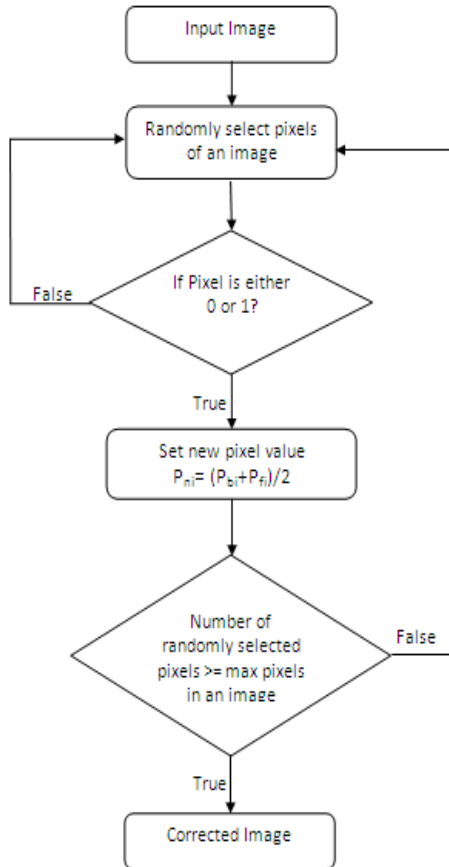 Input Image
Randomly select pixels
of an image
If Pixel is either
0 or 1?
False
True
Set new pixel value
Pni= (Pbi+Pfi)/2
Number of
randomly selected
pixels >= max pixels
in an image
False
True
Corrected Image